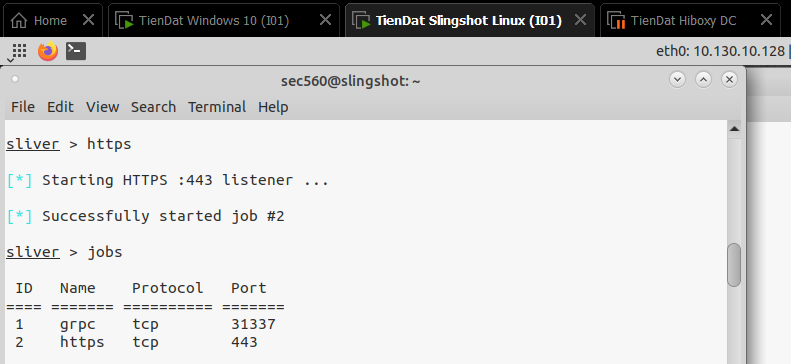 Home TienDat Windows 10 (I01) TienDat Slingshot Linux (I01) TienDat Hiboxy DC
eth0: 10.130.10.128
sec560@slingshot: ~
File Edit View Search Terminal Help
sliver > https
[*] Starting HTTPS :443 listener ...
[*] Successfully started job #2
sliver > jobs
ID Name Protocol Port
==== ======= ========== =======
1 grpc tcp 31337
2 https tcp 443